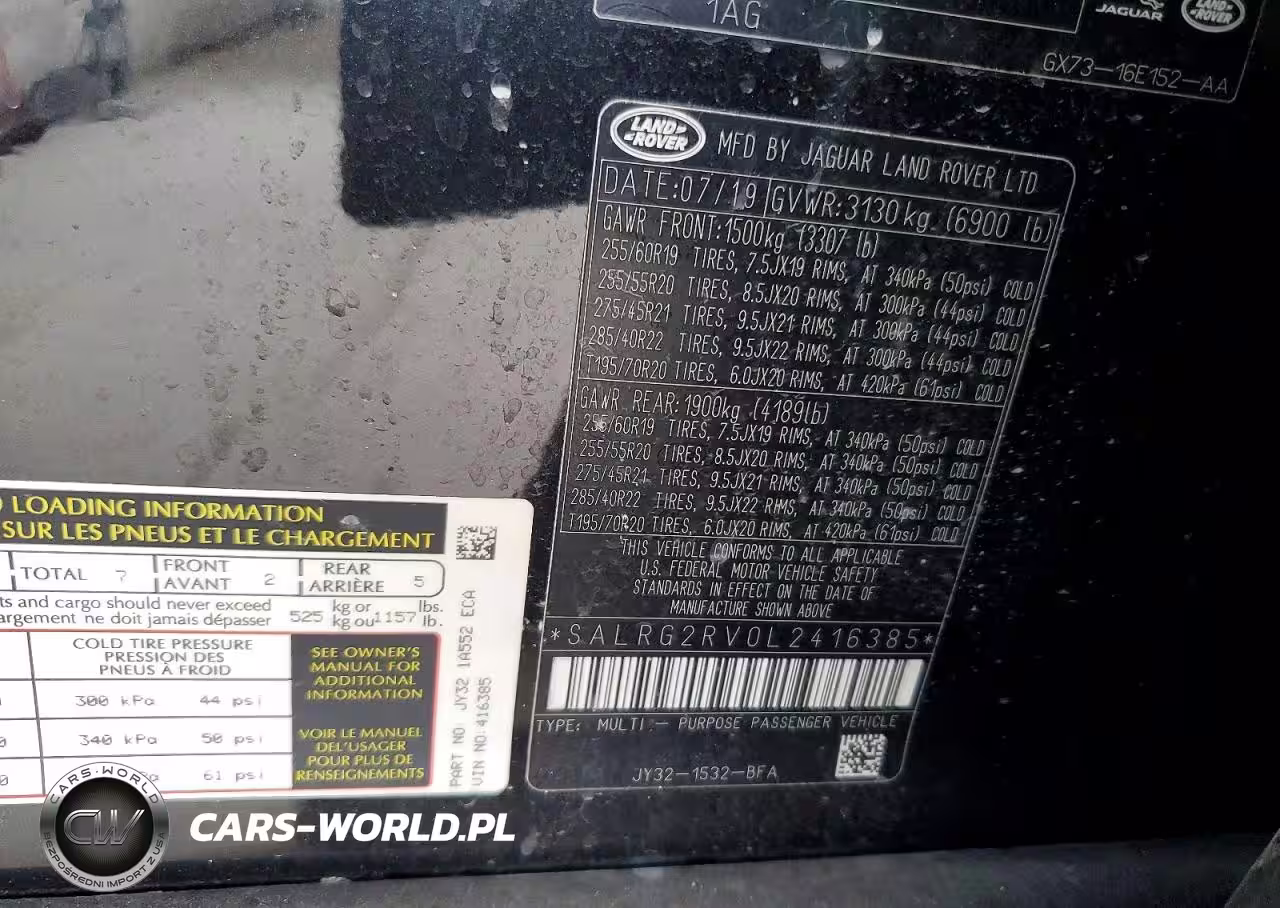 1AG
JAGUAR
LAND ROVER
GX73-16E152-AA
LAND ROVER
MFD BY JAGUAR LAND ROVER LTD
DATE:07/19 GVWR:3130kg (6900 lb)
GAWR FRONT:1500kg (3307 lb)
255/60R19 TIRES, 7.5JX19 RIMS, AT 340kPa (50psi) COLD
255/55R20 TIRES, 8.5JX20 RIMS, AT 300kPa (44psi) COLD
275/45R21 TIRES, 9.5JX21 RIMS, AT 300kPa (44psi) COLD
285/40R22 TIRES, 9.5JX22 RIMS, AT 300kPa (44psi) COLD
T195/70R20 TIRES, 6.0JX20 RIMS, AT 420kPa (61psi) COLD
GAWR REAR:1900kg (4189lb)
255/60R19 TIRES, 7.5JX19 RIMS, AT 340kPa (50psi) COLD
255/55R20 TIRES, 8.5JX20 RIMS, AT 340kPa (50psi) COLD
275/45R21 TIRES, 9.5JX21 RIMS, AT 340kPa (50psi) COLD
285/40R22 TIRES, 9.5JX22 RIMS, AT 340kPa (50psi) COLD
T195/70R20 TIRES, 6.0JX20 RIMS, AT 420kPa (61psi) COLD
THIS VEHICLE CONFORMS TO ALL APPLICABLE
U.S. FEDERAL MOTOR VEHICLE SAFETY
STANDARDS IN EFFECT ON THE DATE OF
MANUFACTURE SHOWN ABOVE
*SALRG2RV0L2416385*
TYPE: MULTI - PURPOSE PASSENGER VEHICLE
JY32-1532-BFA
LOADING INFORMATION
SUR LES PNEUS ET LE CHARGEMENT
TOTAL 7 FRONT AVANT 2 REAR ARRIÈRE 5
and cargo should never exceed 525 kg or 1157 lbs.
ne doit jamais dépasser kg ou lb.
COLD TIRE PRESSURE
PRESSION DES
PNEUS À FROID
300 kPa 44 psi
340 kPa 50 psi
61 psi
SEE OWNER'S
MANUAL FOR
ADDITIONAL
INFORMATION
VOIR LE MANUEL
DEL'USAGER
POUR PLUS DE
RENSEIGNEMENTS
PART NO: JY32 1A552 ECA
VIN NO:416385
CARS-WORLD
CW
BEZPOŚREDNI IMPORT Z USA
CARS-WORLD.PL